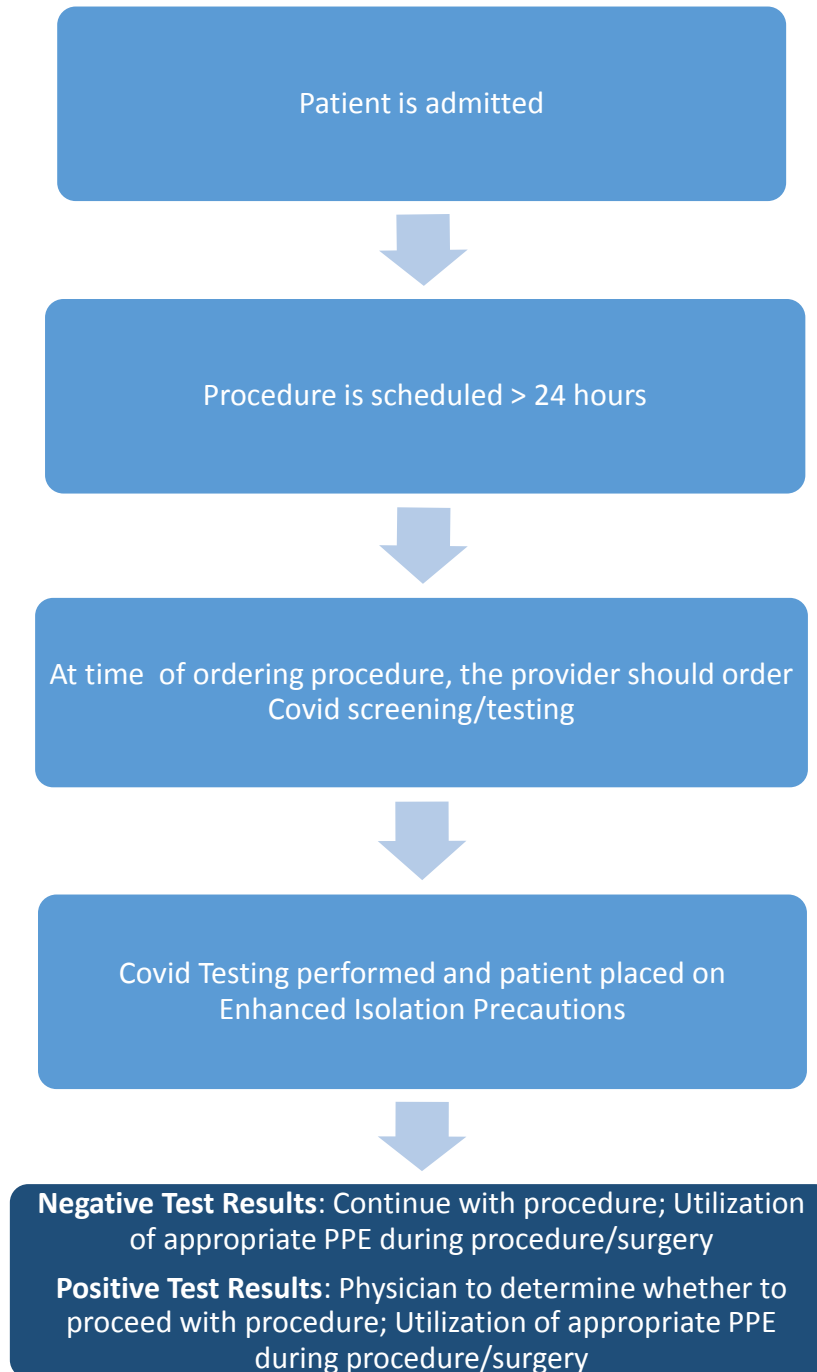 Patient is admitted
Procedure is scheduled > 24 hours
At time  of ordering procedure, the provider should order
Covid screening/testing
Covid Testing performed and patient placed on
Enhanced Isolation Precautions
Negative Test Results: Continue with procedure; Utilization
of appropriate PPE during procedure/surgery
Positive Test Results: Physician to determine whether to
proceed with procedure; Utilization of appropriate PPE
during procedure/surgery